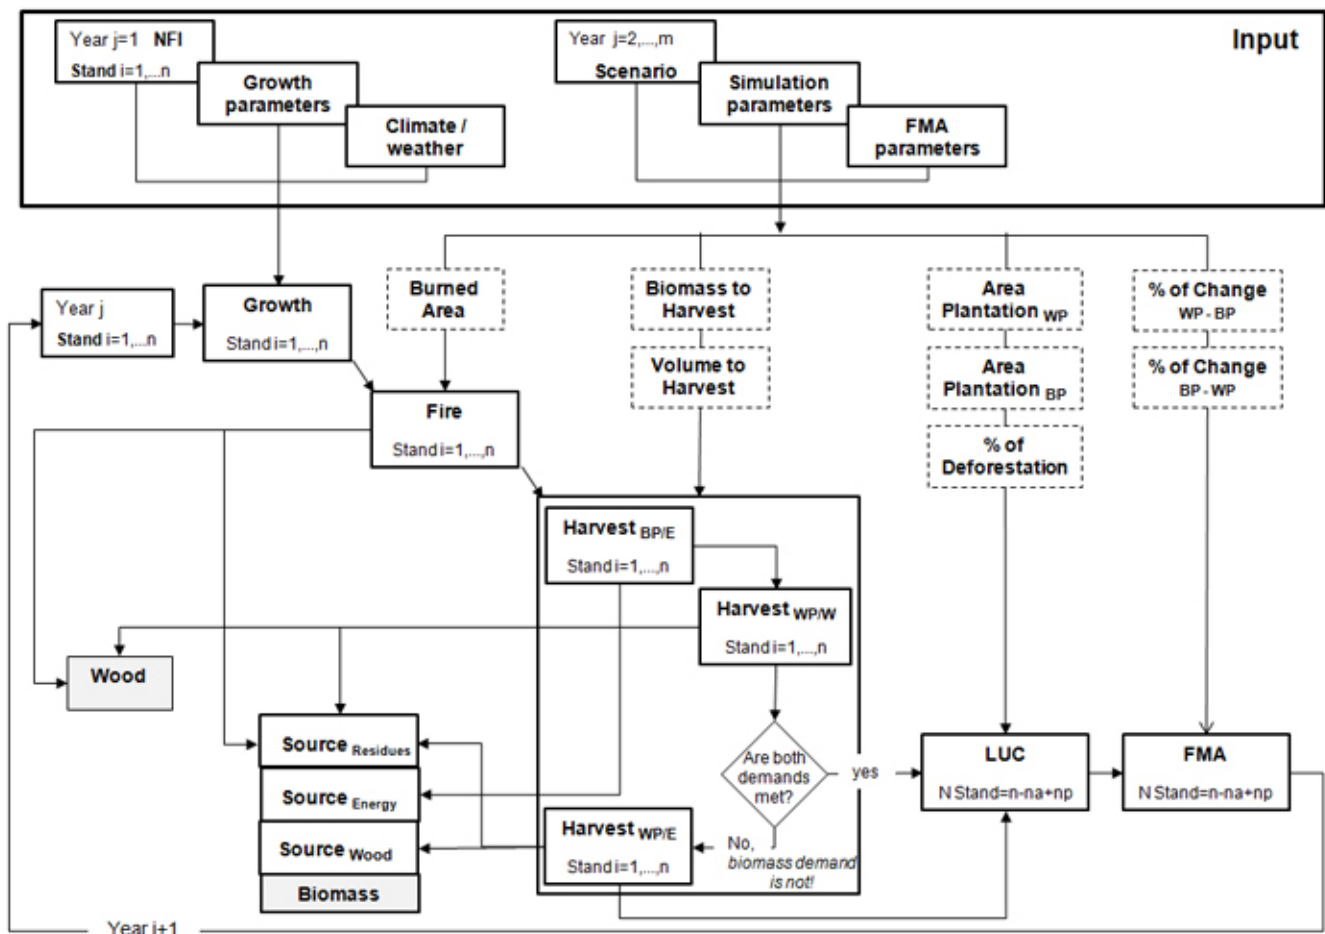 Input
Year j=1 NFI
Stand i=1,...n
Growth
parameters
Climate /
weather
Year j=2,...,m
Scenario
Simulation
parameters
FMA
parameters
Year j
Stand i=1,...n
Growth
Stand i=1,...,n
Burned
Area
Biomass to
Harvest
Volume to
Harvest
Area
Plantation WP
Area
Plantation BP
% of
Deforestation
% of Change
WP - BP
% of Change
BP - WP
Fire
Stand i=1,...,n
Harvest BP/E
Stand i=1,...,n
Harvest WP/W
Stand i=1,...,n
Wood
Source Residues
Source Energy
Source Wood
Biomass
Are both
demands
met?
yes
No,
biomass demand
is not!
Harvest WP/E
Stand i=1,...,n
LUC
N Stand=n-na+np
FMA
N Stand=n-na+np
Year j+1